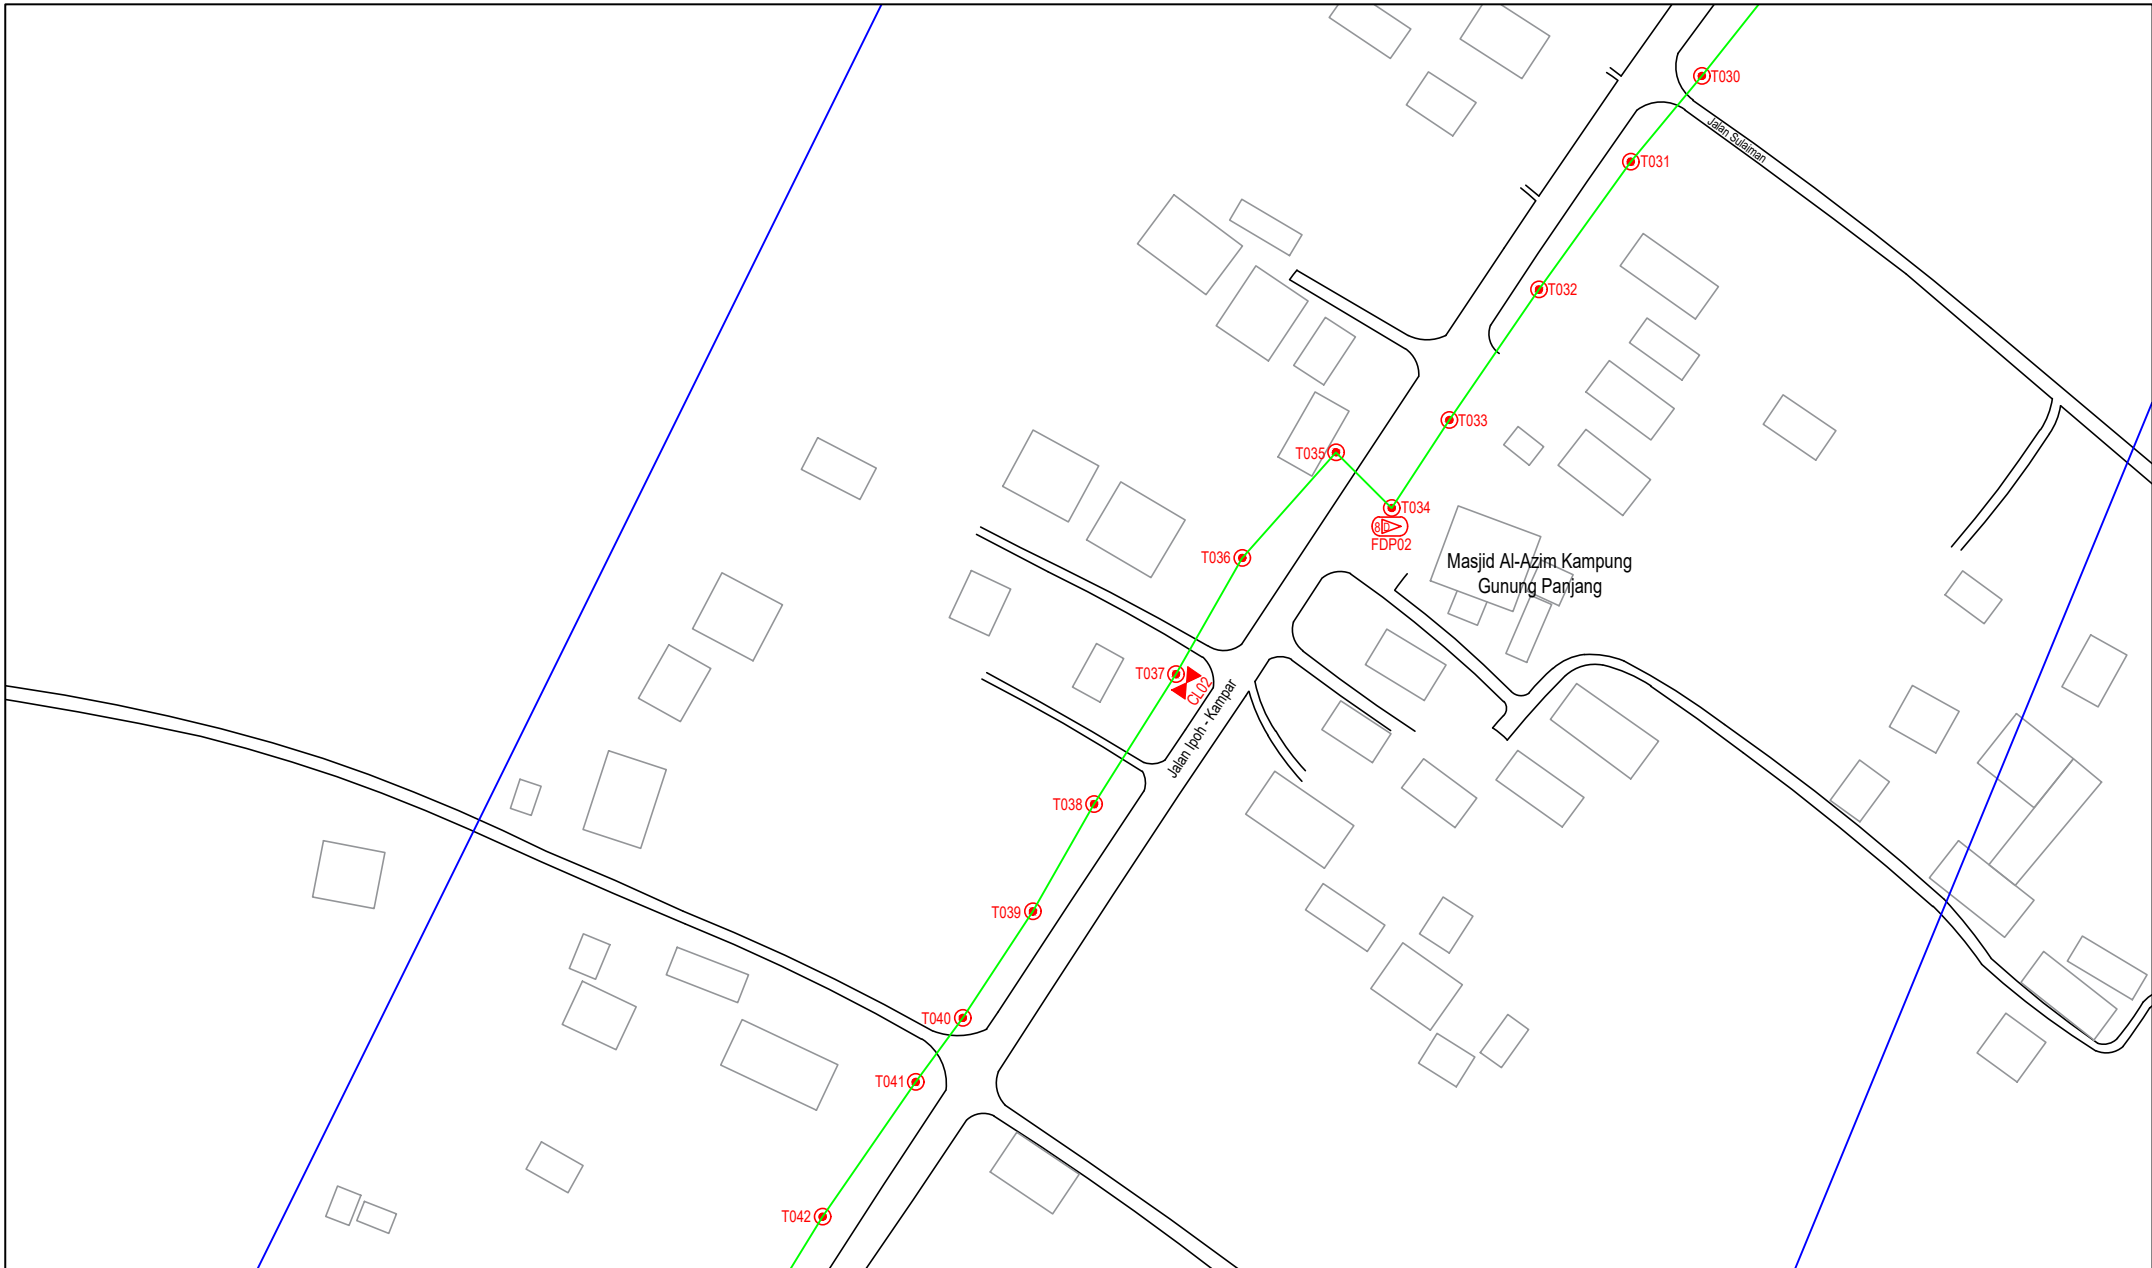 T030
Jalan Sulaiman
T031
T032
T033
T035
T034
8 D
FDP02
T036
Masjid Al-Azim Kampung
Gunung Panjang
T037
CL02
Jalan Ipoh - Kampar
T038
T039
T040
T041
T042